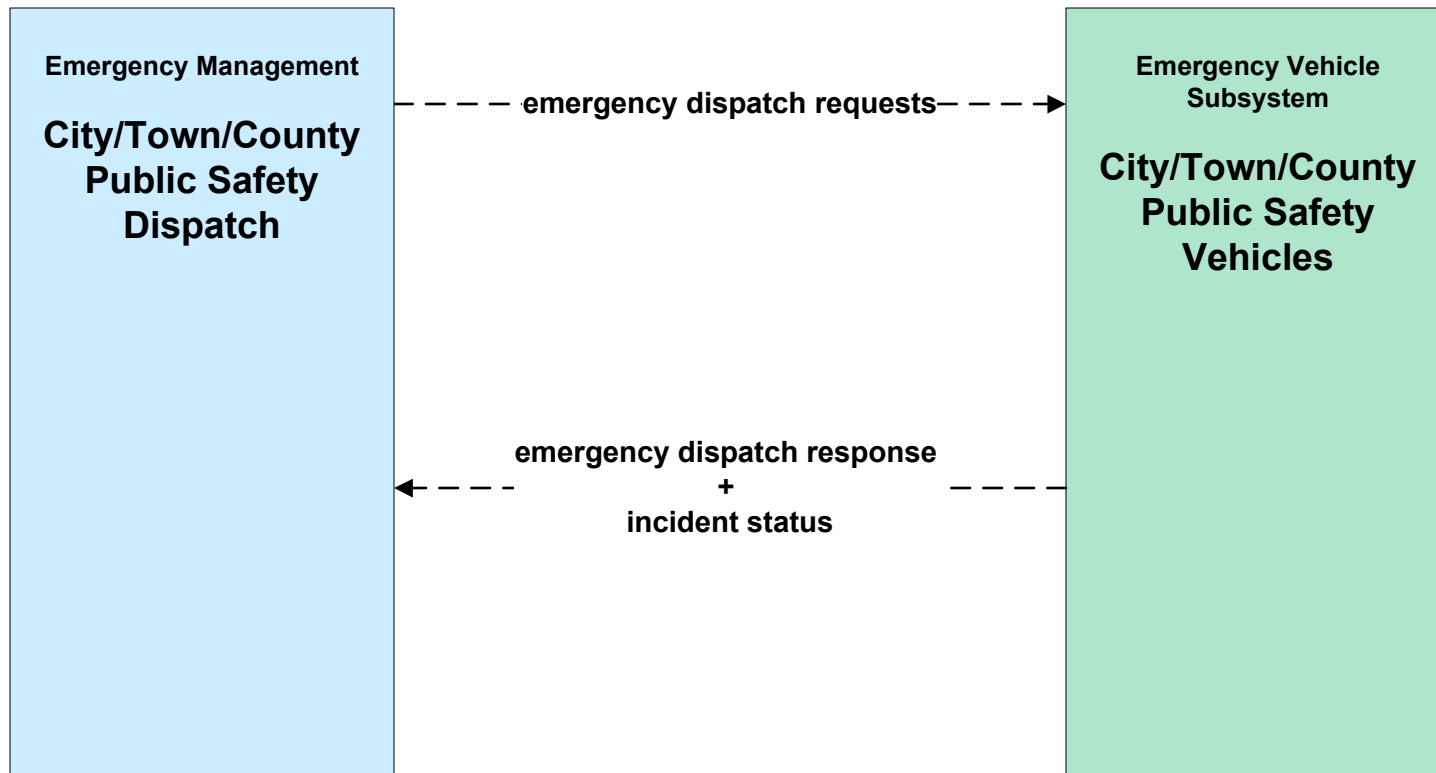 Emergency Management
City/Town/County
Public Safety
Dispatch
emergency dispatch requests
Emergency Vehicle
Subsystem
City/Town/County
Public Safety
Vehicles
emergency dispatch response
+
incident status